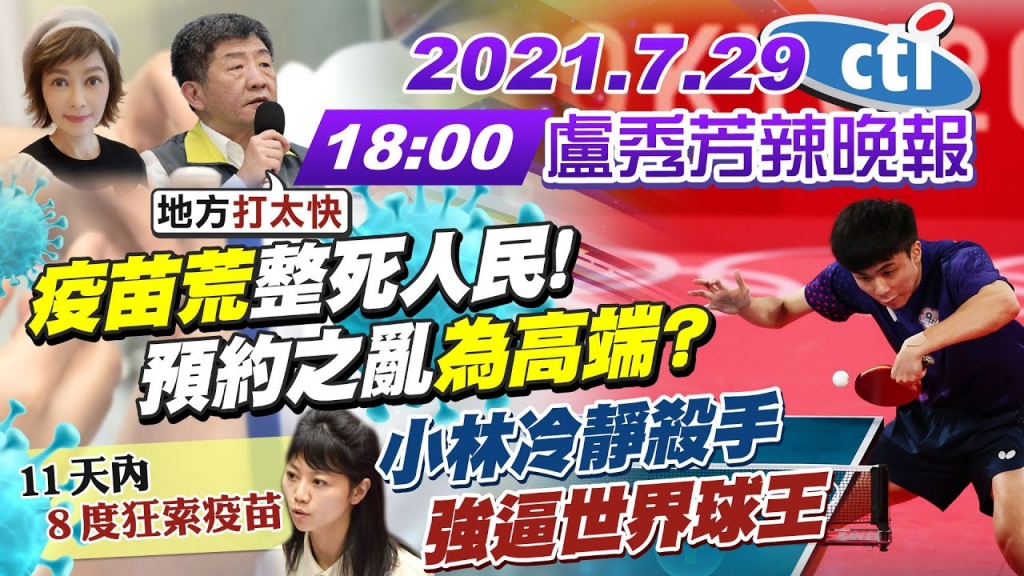 2021.7.29
cti
18:00
盧秀芳辣晚報
地方打太快
疫苗荒整死人民!
預約之亂為高端?
11天內
8度狂索疫苗
小林冷靜殺手
強逼世界球王